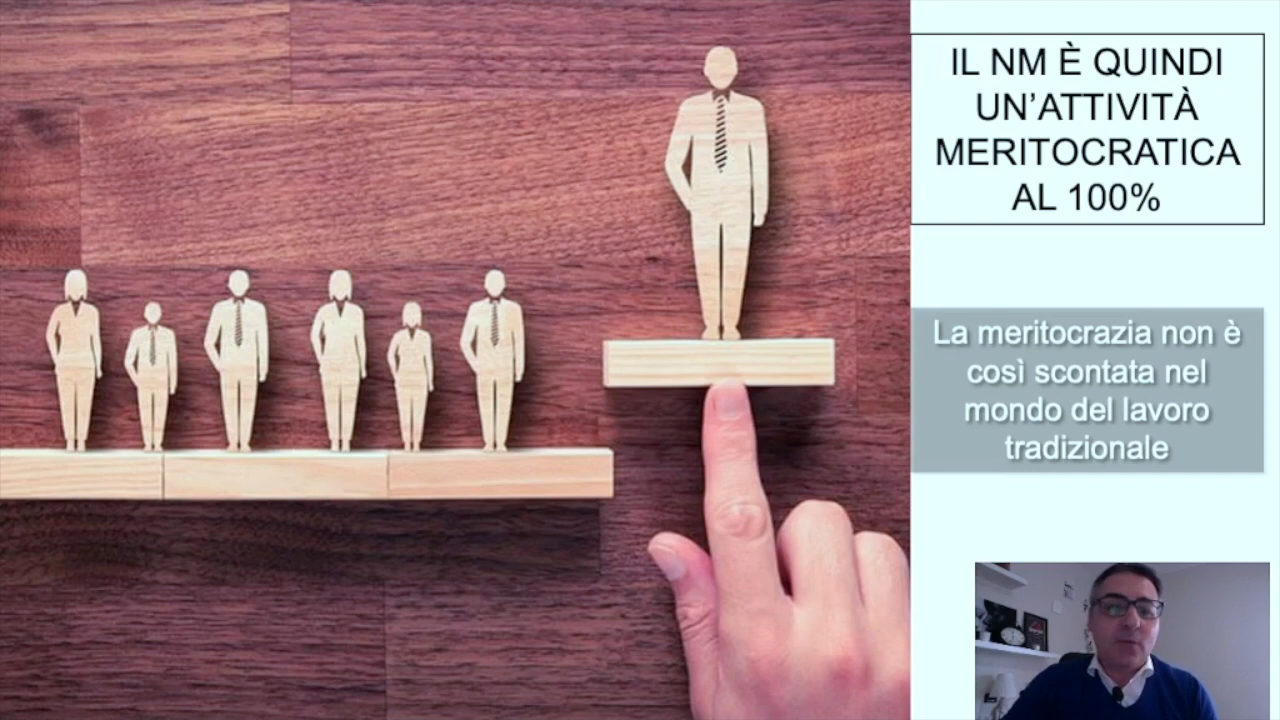 IL NM È QUINDI
UN’ATTIVITÀ
MERITOCRATICA
AL 100%
La meritocrazia non è
così scontata nel
mondo del lavoro
tradizionale